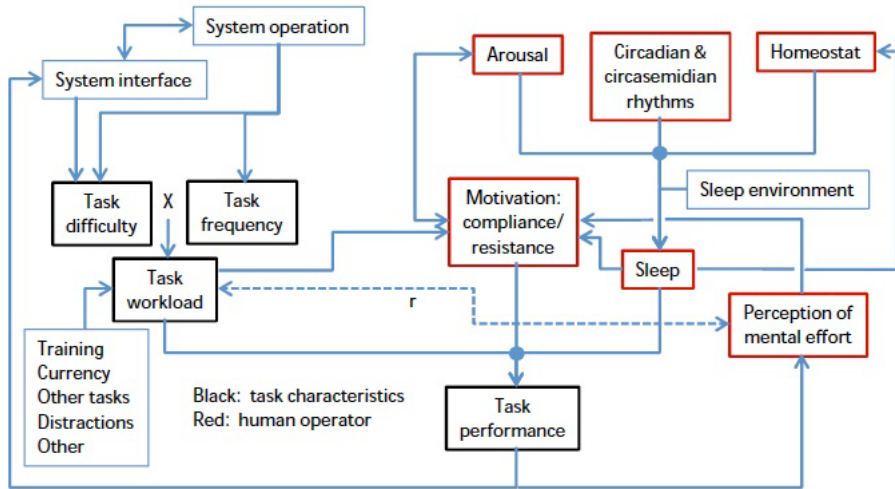 System operation
System interface
Arousal
Circadian &
circasemidian
rhythms
Homeostat
Task
difficulty
X
Task
frequency
Motivation:
compliance/
resistance
Sleep environment
Sleep
Task
workload
r
Perception of
mental effort
Training
Currency
Other tasks
Distractions
Other
Black: task characteristics
Red: human operator
Task
performance